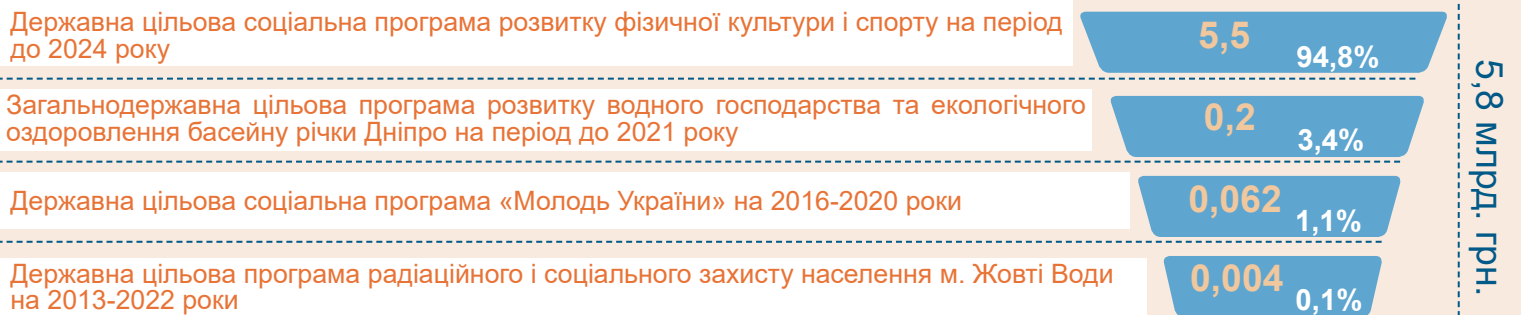 Державна цільова соціальна програма розвитку фізичної культури і спорту на період
до 2024 року
5,5
94,8%
Загальнодержавна цільова програма розвитку водного господарства та екологічного
оздоровлення басейну річки Дніпро на період до 2021 року
0,2
3,4%
Державна цільова соціальна програма «Молодь України» на 2016-2020 роки
0,062
1,1%
Державна цільова програма радіаційного і соціального захисту населення м. Жовті Води
на 2013-2022 роки
0,004
0,1%
5,8 млрд. грн.